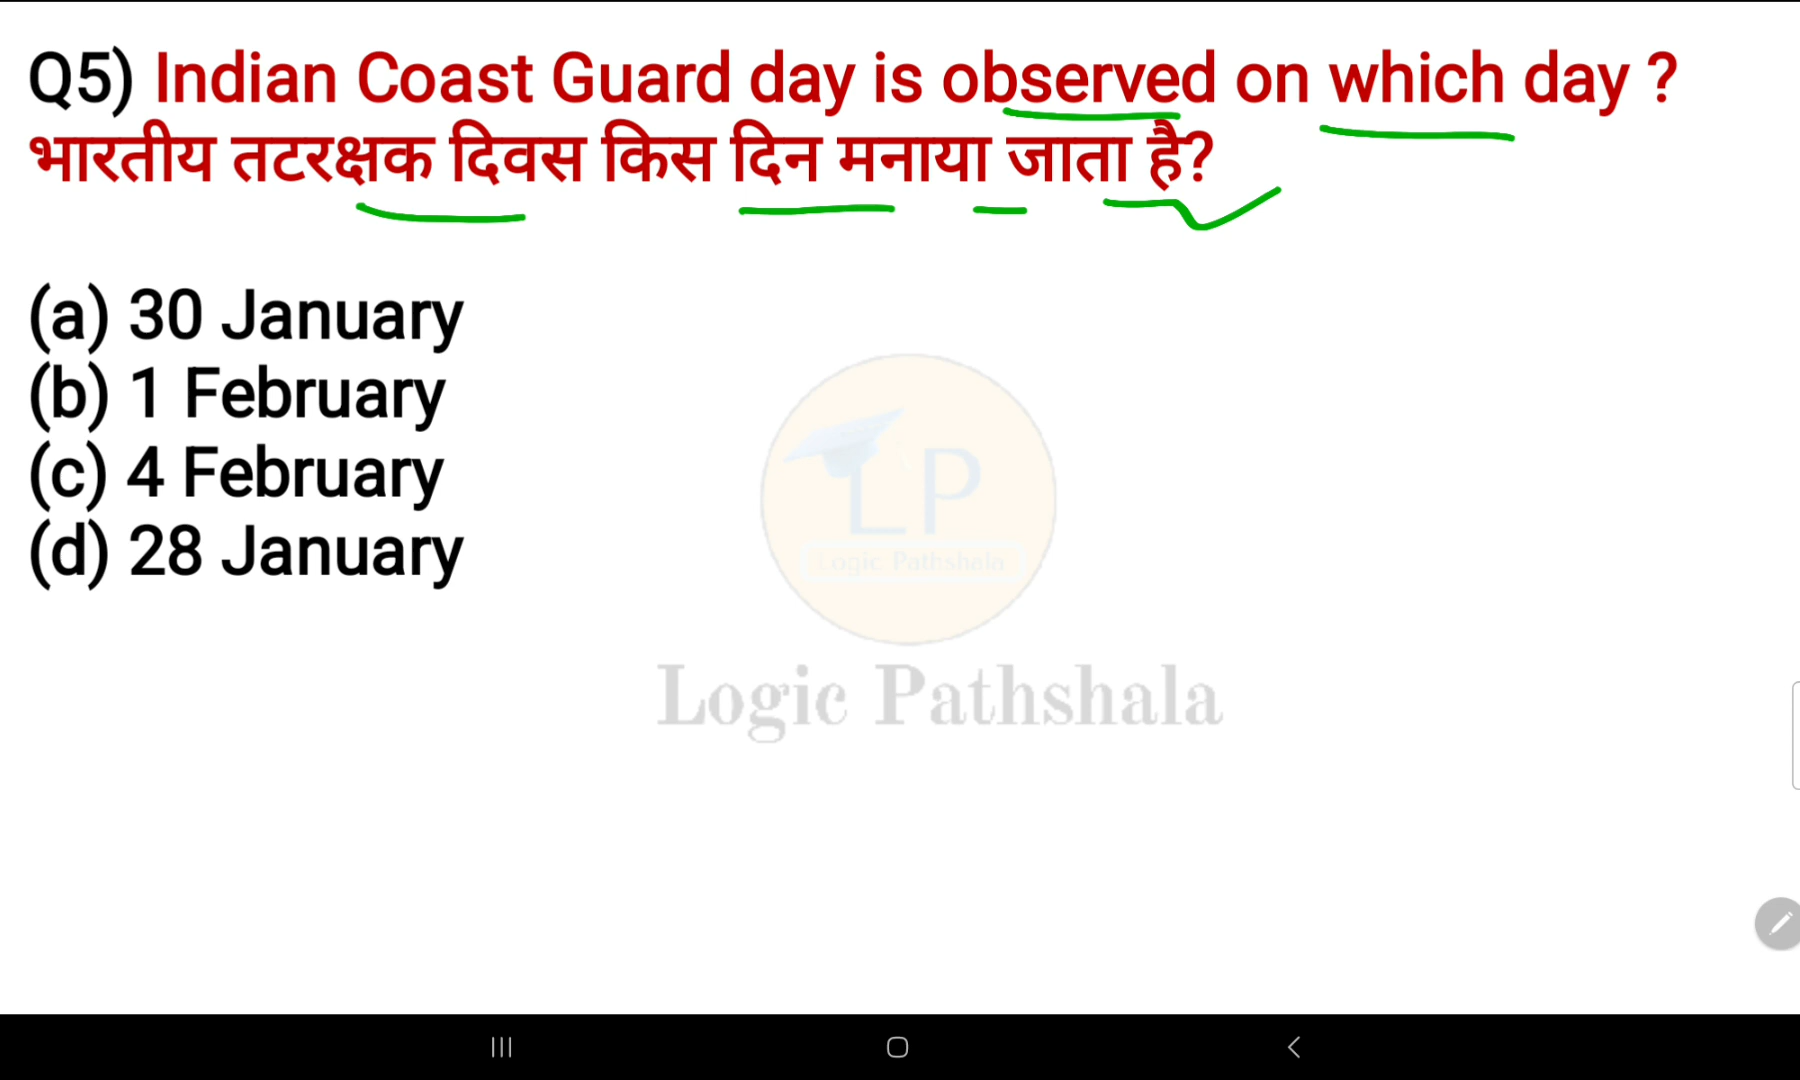 Q5) Indian Coast Guard day is observed on which day ?
भारतीय तटरक्षक दिवस किस दिन मनाया जाता है?
(a) 30 January
(b) 1 February
(c) 4 February
(d) 28 January
LP
Logic Pathshala
Logic Pathshala